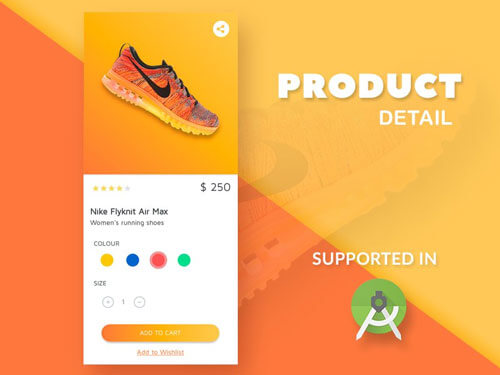 PRODUCT
DETAIL
$ 250
Nike Flyknit Air Max
Women's running shoes
COLOUR
SIZE
1
ADD TO CART
Add to Wishlist
SUPPORTED IN